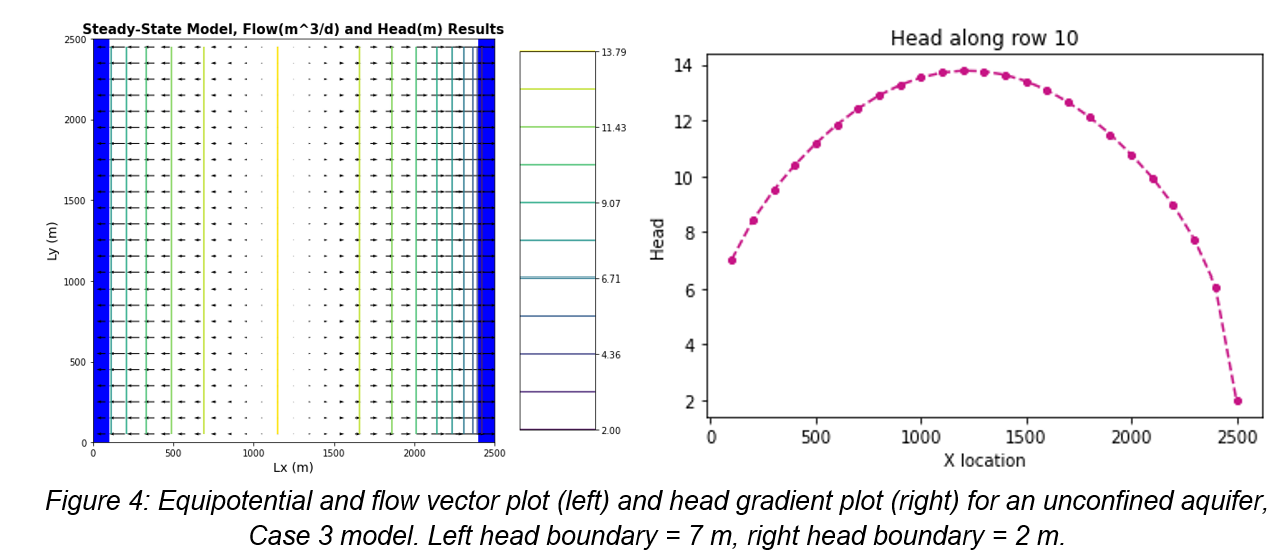 Steady-State Model, Flow(m^3/d) and Head(m) Results
2500
2000
1500
1000
500
0
Ly (m)
0 500 1000 1500 2000 2500
Lx (m)
13.79
11.43
9.07
6.71
4.36
2.00
Head along row 10
14
12
10
8
6
4
2
Head
0 500 1000 1500 2000 2500
X location
Figure 4: Equipotential and flow vector plot (left) and head gradient plot (right) for an unconfined aquifer,
Case 3 model. Left head boundary = 7 m, right head boundary = 2 m.